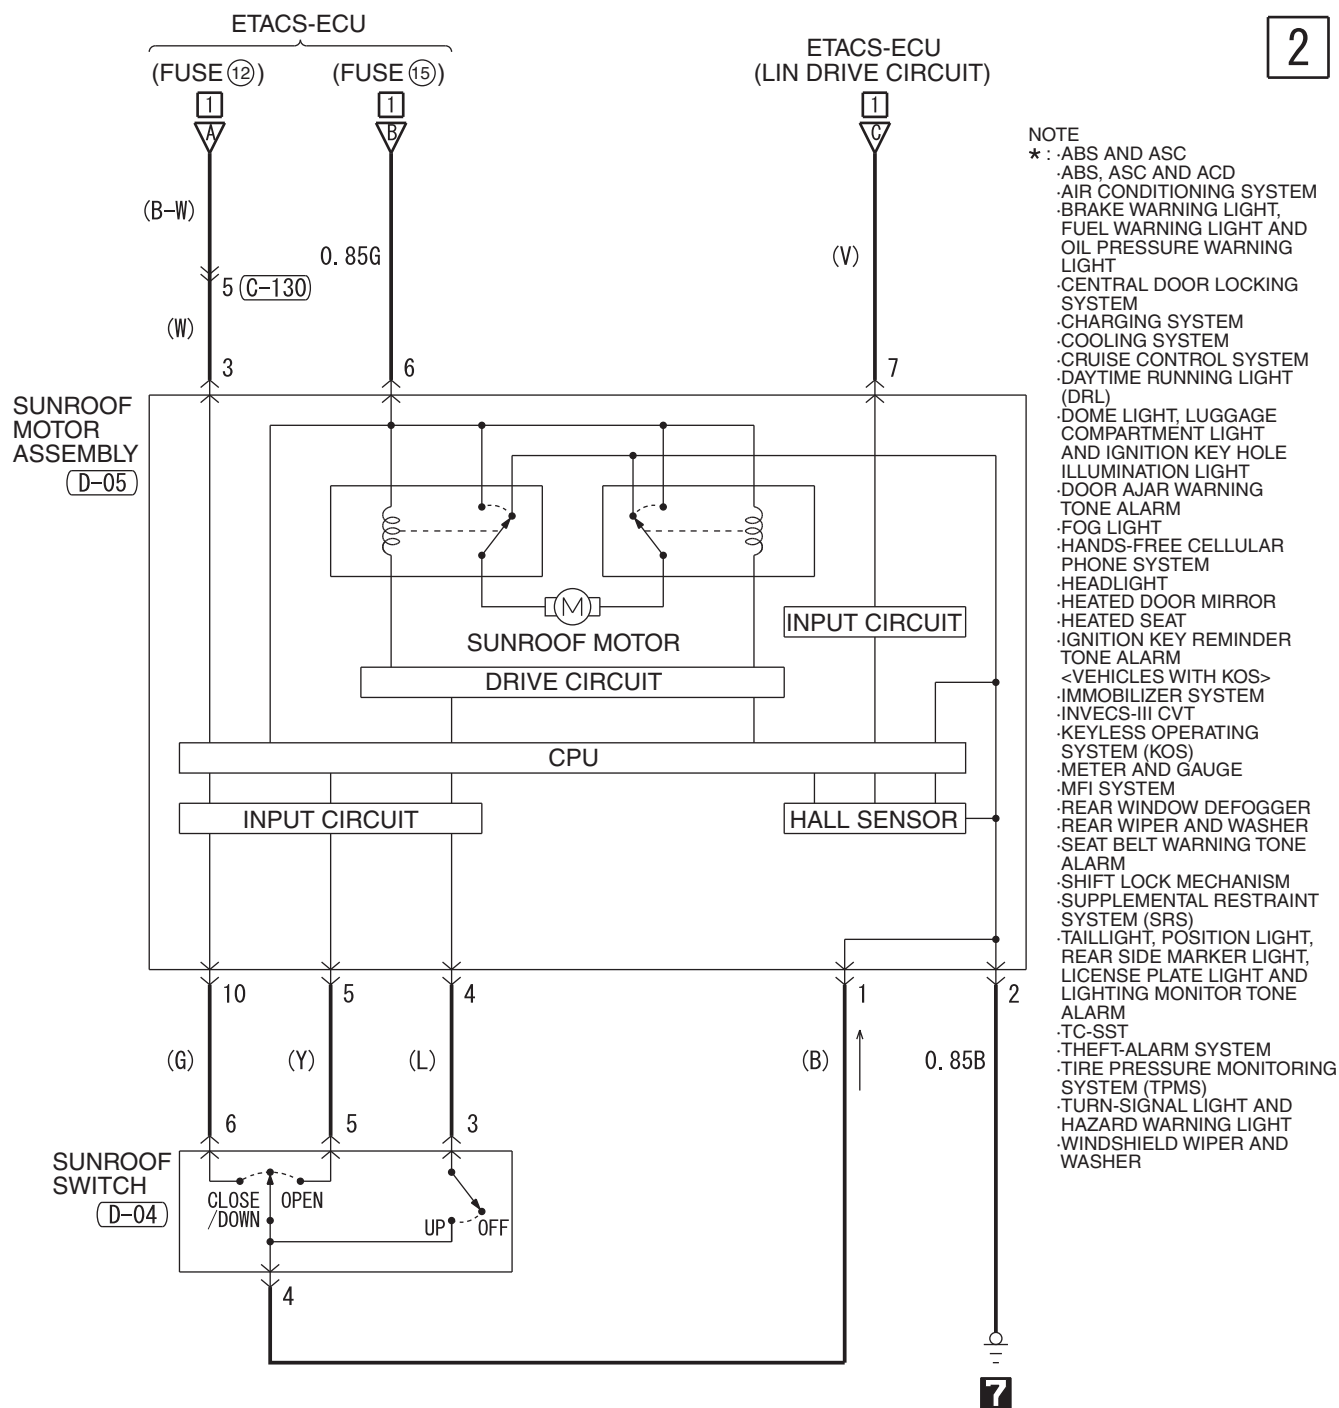 ETACS-ECU
2
(FUSE 12)
(FUSE 15)
ETACS-ECU
(LIN DRIVE CIRCUIT)
1
1
1
A
B
C
(B-W)
0. 85G
(V)
5 C-130
(W)
3
6
7
SUNROOF
MOTOR
ASSEMBLY
D-05
M
SUNROOF MOTOR
INPUT CIRCUIT
DRIVE CIRCUIT
CPU
INPUT CIRCUIT
HALL SENSOR
10
5
4
1
2
(G)
(Y)
(L)
(B)
0. 85B
6
5
3
SUNROOF
SWITCH
D-04
CLOSE
/DOWN
OPEN
UP
OFF
4
7
NOTE
* : ·ABS AND ASC
·ABS, ASC AND ACD
·AIR CONDITIONING SYSTEM
·BRAKE WARNING LIGHT,
FUEL WARNING LIGHT AND
OIL PRESSURE WARNING
LIGHT
·CENTRAL DOOR LOCKING
SYSTEM
·CHARGING SYSTEM
·COOLING SYSTEM
·CRUISE CONTROL SYSTEM
·DAYTIME RUNNING LIGHT
(DRL)
·DOME LIGHT, LUGGAGE
COMPARTMENT LIGHT
AND IGNITION KEY HOLE
ILLUMINATION LIGHT
·DOOR AJAR WARNING
TONE ALARM
·FOG LIGHT
·HANDS-FREE CELLULAR
PHONE SYSTEM
·HEADLIGHT
·HEATED DOOR MIRROR
·HEATED SEAT
·IGNITION KEY REMINDER
TONE ALARM
<VEHICLES WITH KOS>
·IMMOBILIZER SYSTEM
·INVECS-III CVT
·KEYLESS OPERATING
SYSTEM (KOS)
·METER AND GAUGE
·MFI SYSTEM
·REAR WINDOW DEFOGGER
·REAR WIPER AND WASHER
·SEAT BELT WARNING TONE
ALARM
·SHIFT LOCK MECHANISM
·SUPPLEMENTAL RESTRAINT
SYSTEM (SRS)
·TAILLIGHT, POSITION LIGHT,
REAR SIDE MARKER LIGHT,
LICENSE PLATE LIGHT AND
LIGHTING MONITOR TONE
ALARM
·TC-SST
·THEFT-ALARM SYSTEM
·TIRE PRESSURE MONITORING
SYSTEM (TPMS)
·TURN-SIGNAL LIGHT AND
HAZARD WARNING LIGHT
·WINDSHIELD WIPER AND
WASHER